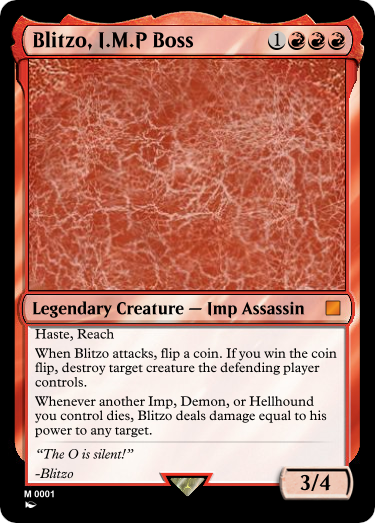 Blitzo, I.M.P Boss 1
Legendary Creature — Imp Assassin
Haste, Reach
When Blitzo attacks, flip a coin. If you win the coin
flip, destroy target creature the defending player
controls.
Whenever another Imp, Demon, or Hellhound
you control dies, Blitzo deals damage equal to his
power to any target.
“The O is silent!”
-Blitzo
3/4
M 0001